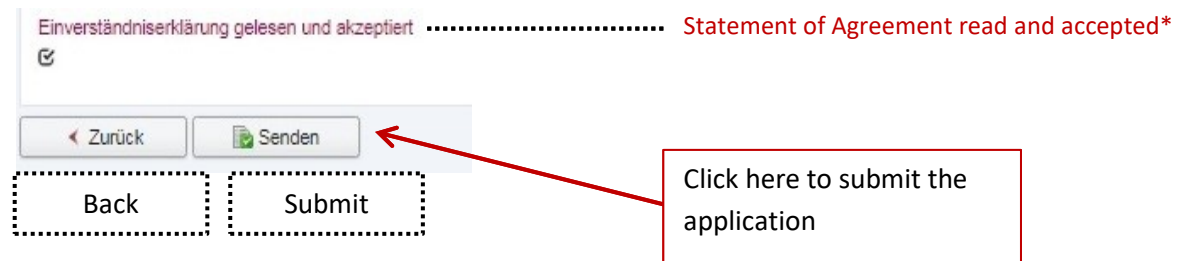 Einverständniserklärung gelesen und akzeptiert Statement of Agreement read and accepted*
Zurück Senden
Back Submit
Click here to submit the
application